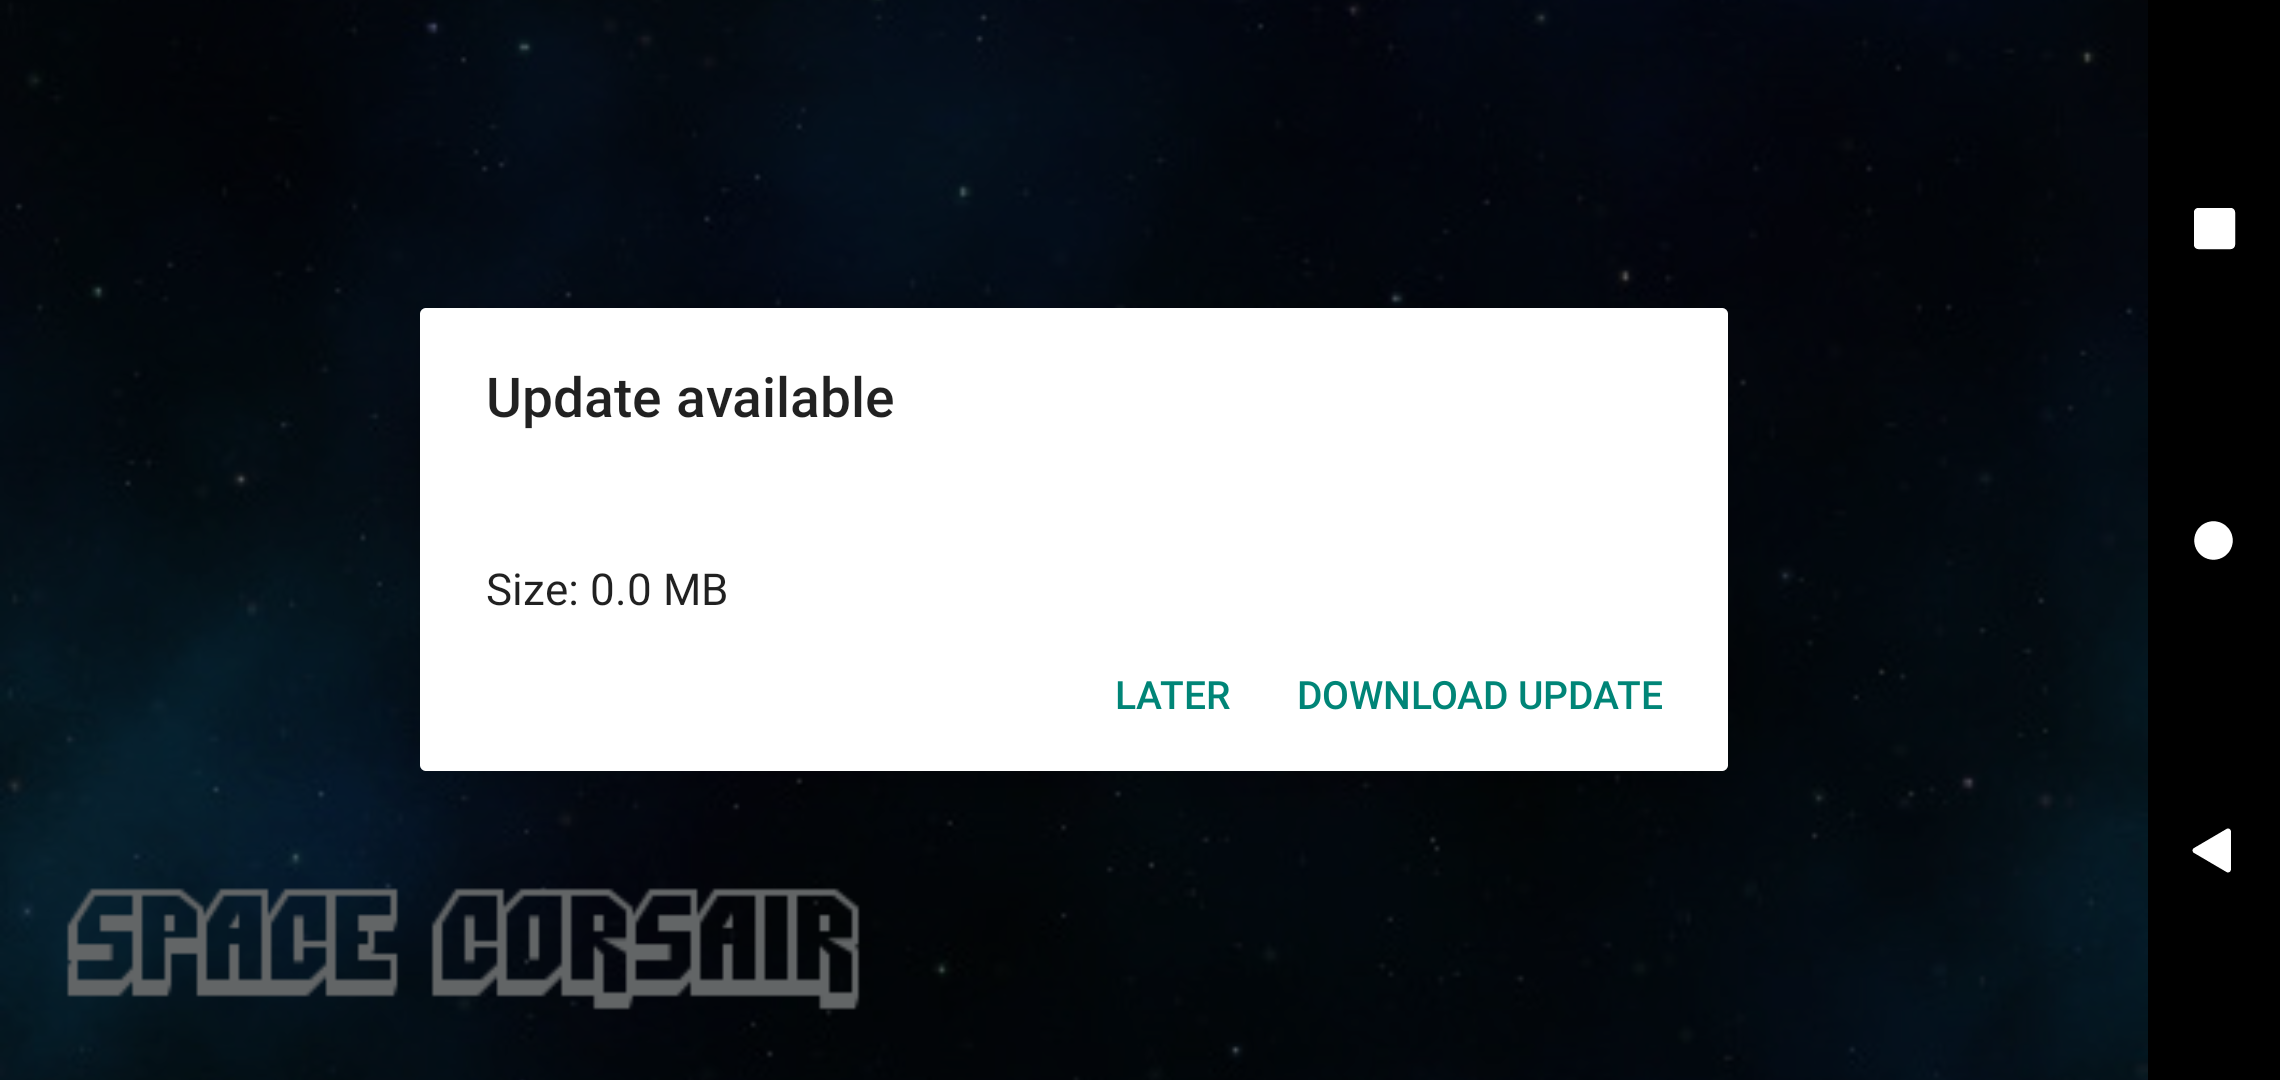 Update available
Size: 0.0 MB
LATER DOWNLOAD UPDATE
SPACE CORSAIR